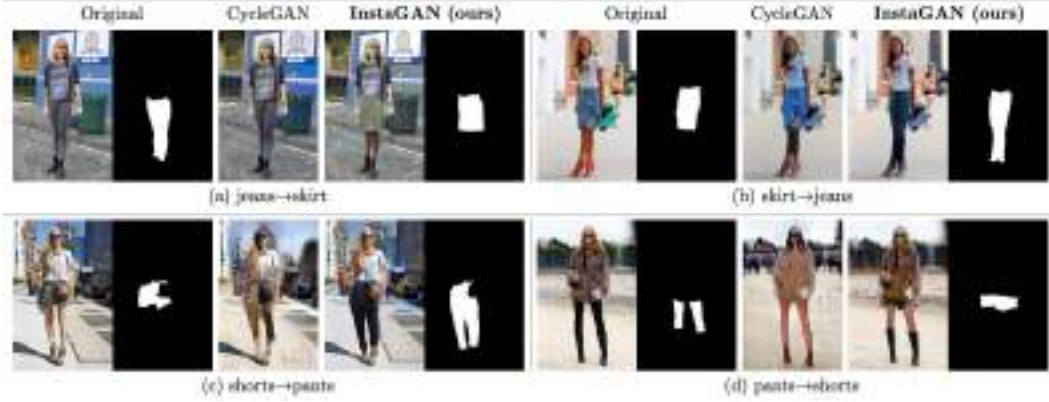 Original CycleGAN InstaGAN (ours) Original CycleGAN InstaGAN (ours)
(a) jeans→skirt (b) skirt→jeans
(c) shorts→pants (d) pants→shorts